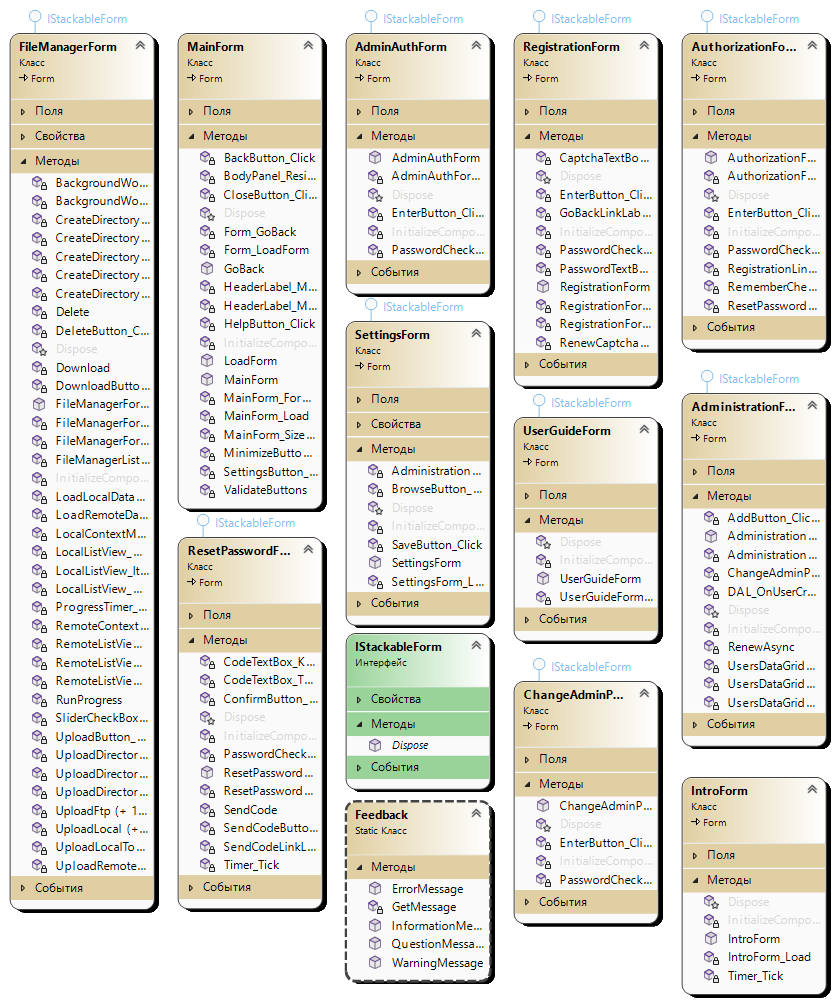 IStackableForm
FileManagerForm
Класс
Form
Поля
Свойства
Методы
BackgroundWo...
BackgroundWo...
CreateDirectory ...
CreateDirectory ...
CreateDirectory ...
CreateDirectory ...
CreateDirectory ...
Delete
DeleteButton_C...
Dispose
Download
DownloadButto...
FileManagerFor...
FileManagerFor...
FileManagerFor...
FileManagerList...
InitializeCompo...
LoadLocalData ...
LoadRemoteDa...
LocalContextM...
LocalListView_...
LocalListView_It...
LocalListView_...
ProgressTimer_...
RemoteContext...
RemoteListView...
RemoteListView...
RemoteListView...
RunProgress
SliderCheckBox...
UploadButton_...
UploadDirector...
UploadDirector...
UploadDirector...
UploadFtp (+ 1...
UploadLocal (+...
UploadLocalTo...
UploadRemote...
События
MainForm
Класс
Form
Поля
Методы
BackButton_Click
BodyPanel_Resi...
CloseButton_Cli...
Dispose
Form_GoBack
Form_LoadForm
GoBack
HeaderLabel_M...
HeaderLabel_M...
HelpButton_Click
InitializeCompo...
LoadForm
MainForm
MainForm_For...
MainForm_Load
MainForm_Size...
MinimizeButto...
SettingsButton_...
ValidateButtons
IStackableForm
ResetPasswordF...
Класс
Form
Поля
Методы
CodeTextBox_K...
CodeTextBox_T...
ConfirmButton_...
Dispose
InitializeCompo...
PasswordCheck...
ResetPassword...
ResetPassword...
SendCode
SendCodeButto...
SendCodeLinkL...
Timer_Tick
События
IStackableForm
AdminAuthForm
Класс
Form
Поля
Методы
AdminAuthForm
AdminAuthFor...
Dispose
EnterButton_Cli...
InitializeCompo...
PasswordCheck...
События
IStackableForm
SettingsForm
Класс
Form
Поля
Свойства
Методы
Administration...
BrowseButton_...
Dispose
InitializeCompo...
SaveButton_Click
SettingsForm
SettingsForm_L...
События
IStackableForm
Интерфейс
Свойства
Методы
Dispose
События
Feedback
Static Класс
Методы
ErrorMessage
GetMessage
InformationMe...
QuestionMessa...
WarningMessage
IStackableForm
RegistrationForm
Класс
Form
Поля
Методы
CaptchaTextBo...
Dispose
EnterButton_Cli...
GoBackLinkLab...
InitializeCompo...
PasswordCheck...
PasswordTextB...
RegistrationForm
RegistrationFor...
RegistrationFor...
RenewCaptcha
События
IStackableForm
UserGuideForm
Класс
Form
Поля
Методы
Dispose
InitializeCompo...
UserGuideForm
UserGuideForm...
События
IStackableForm
ChangeAdminP...
Класс
Form
Поля
Методы
ChangeAdminP...
Dispose
EnterButton_Cli...
InitializeCompo...
PasswordCheck...
События
IStackableForm
AuthorizationFo...
Класс
Form
Поля
Методы
AuthorizationF...
AuthorizationF...
Dispose
EnterButton_Cli...
InitializeCompo...
PasswordCheck...
RegistrationLin...
RememberChe...
ResetPassword...
События
IStackableForm
AdministrationF...
Класс
Form
Поля
Методы
AddButton_Clic...
Administration...
Administration...
ChangeAdminP...
DAL_OnUserCr...
Dispose
InitializeCompo...
RenewAsync
UsersDataGrid...
UsersDataGrid...
UsersDataGrid...
События
IntroForm
Класс
Form
Поля
Методы
Dispose
InitializeCompo...
IntroForm
IntroForm_Load
Timer_Tick